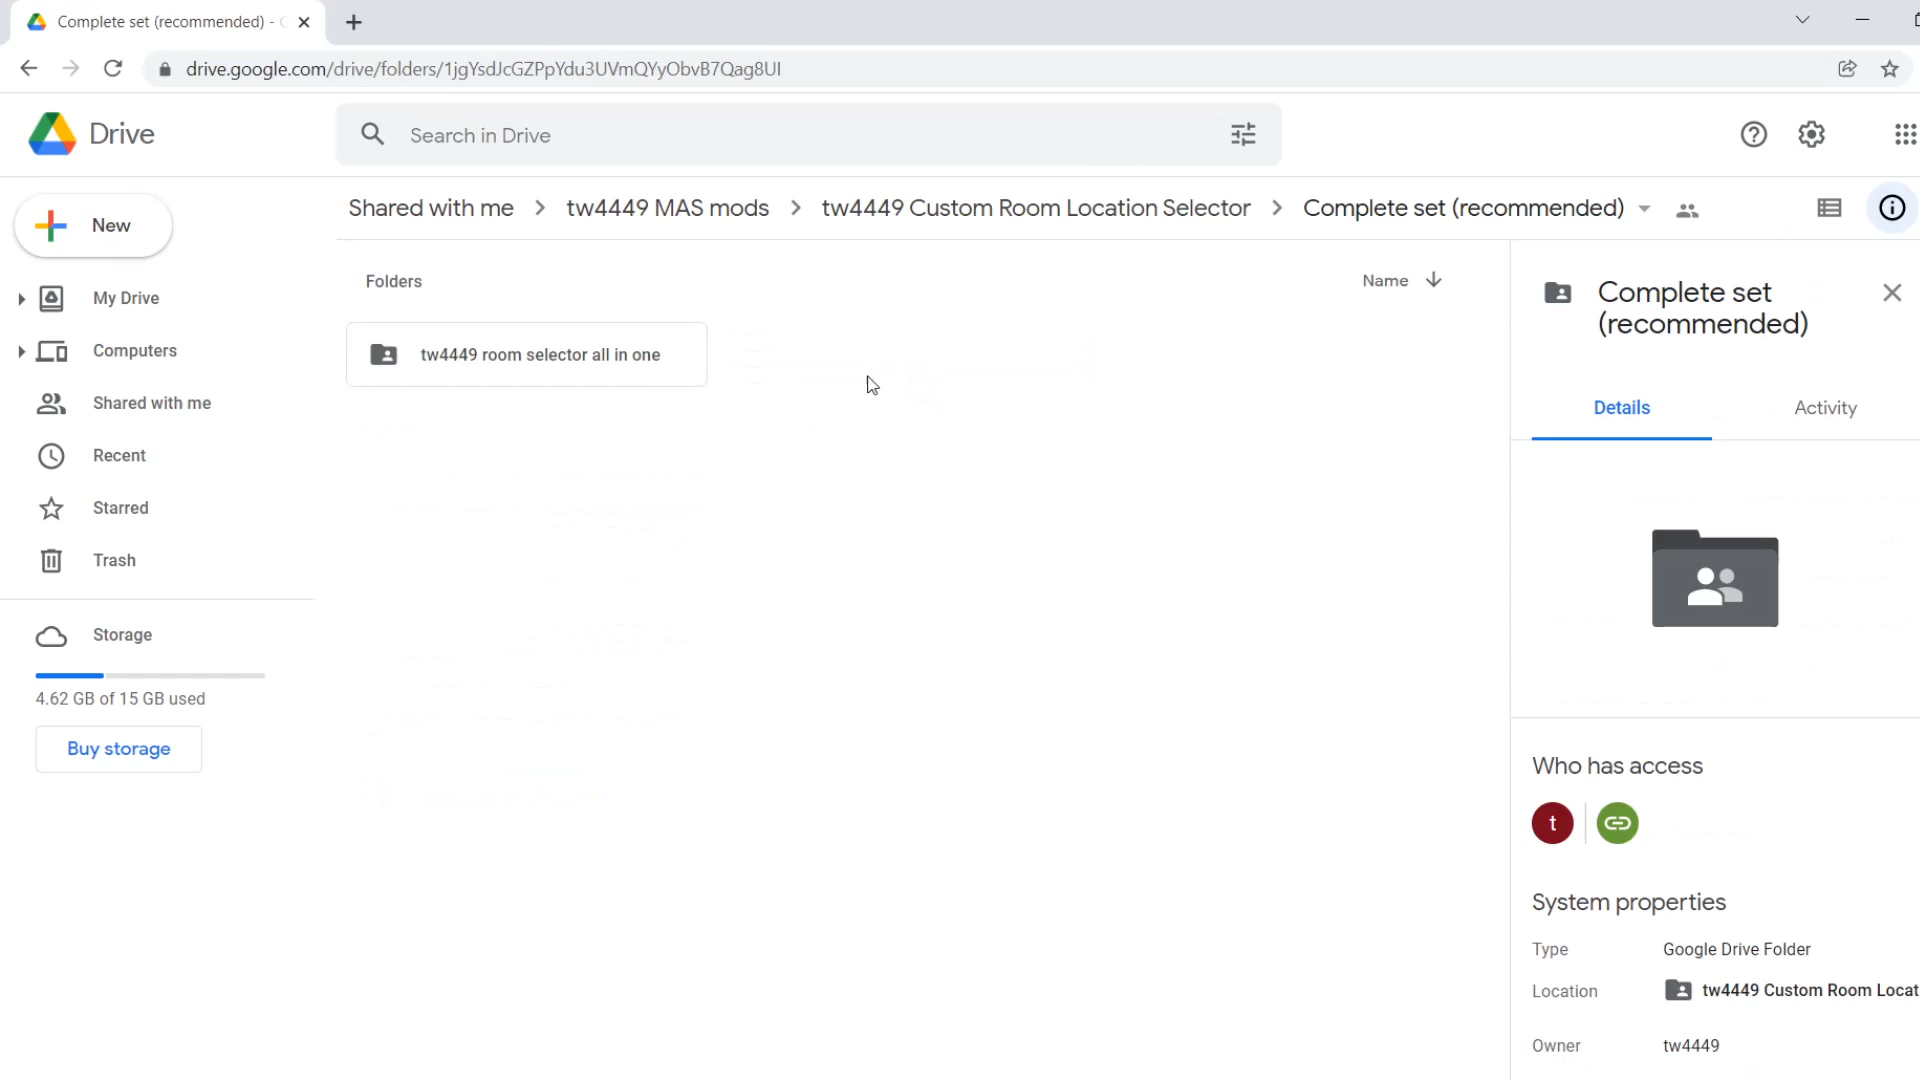 Complete set (recommended) -
drive.google.com/drive/folders/1jgYsdJcGZPpYdu3UVmQYyObvB7Qag8UI
Drive
Search in Drive
New
Shared with me > tw4449 MAS mods > tw4449 Custom Room Location Selector > Complete set (recommended)
My Drive
Computers
Shared with me
Recent
Starred
Trash
Storage
4.62 GB of 15 GB used
Buy storage
Folders
Name
tw4449 room selector all in one
Complete set
(recommended)
Details
Activity
Who has access
t
System properties
Type Google Drive Folder
Location tw4449 Custom Room Locat
Owner tw4449